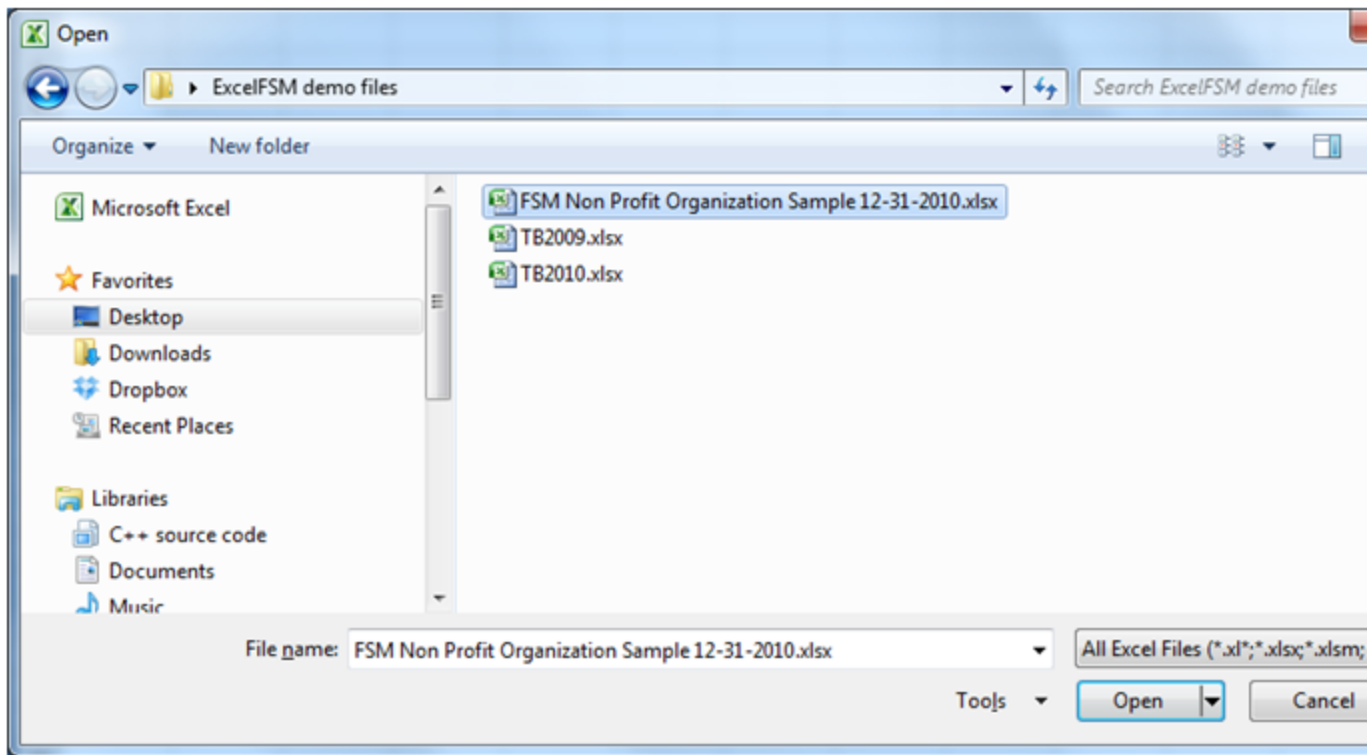 Open
ExcelFSM demo files
Search ExcelFSM demo files
Organize
New folder
Microsoft Excel
Favorites
Desktop
Downloads
Dropbox
Recent Places
Libraries
C++ source code
Documents
Music
FSM Non Profit Organization Sample 12-31-2010.xlsx
TB2009.xlsx
TB2010.xlsx
File name: FSM Non Profit Organization Sample 12-31-2010.xlsx
All Excel Files (*.xl*;*.xlsx;*.xlsm;
Tools
Open
Cancel